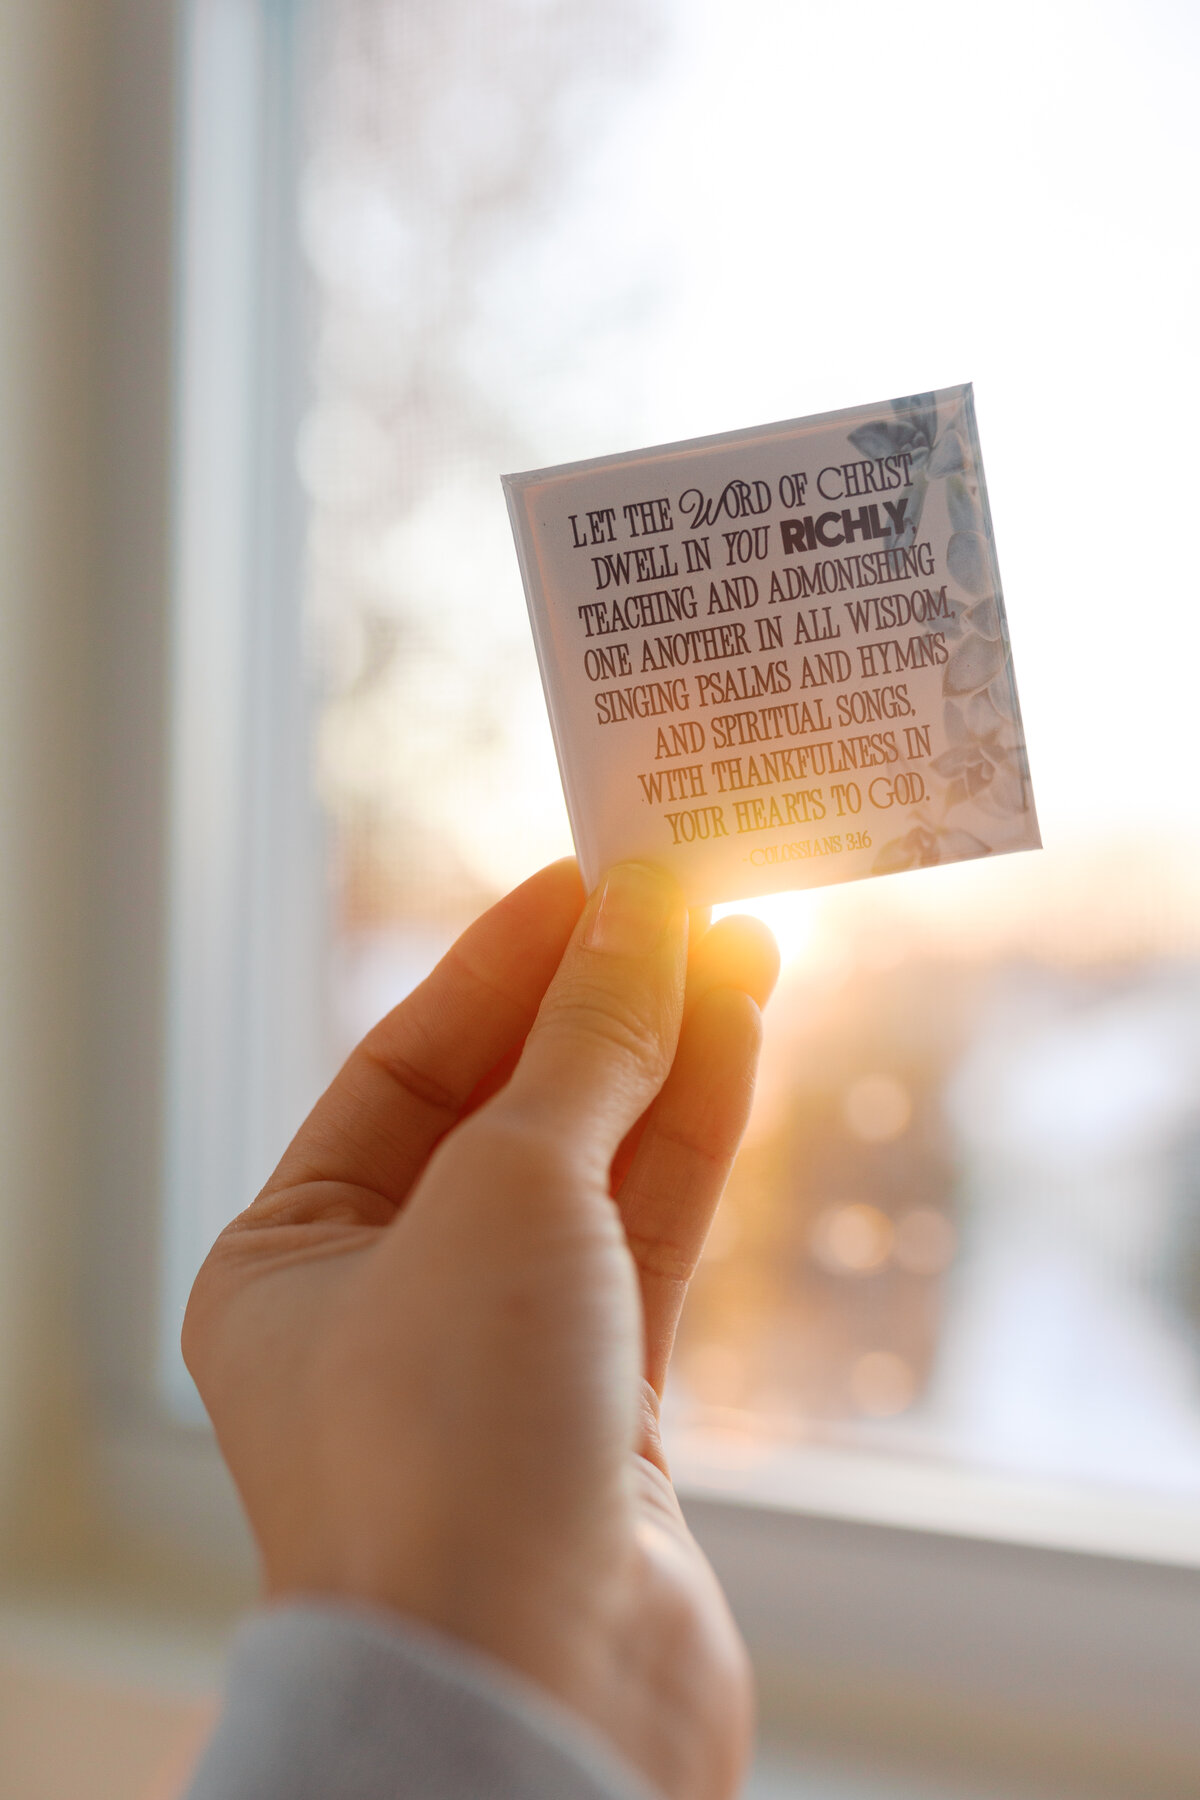 LET THE WORD OF CHRIST
DWELL IN YOU RICHLY,
TEACHING AND ADMONISHING
ONE ANOTHER IN ALL WISDOM,
SINGING PSALMS AND HYMNS
AND SPIRITUAL SONGS,
WITH THANKFULNESS IN
YOUR HEARTS TO GOD.
-COLOSSIANS 3:16